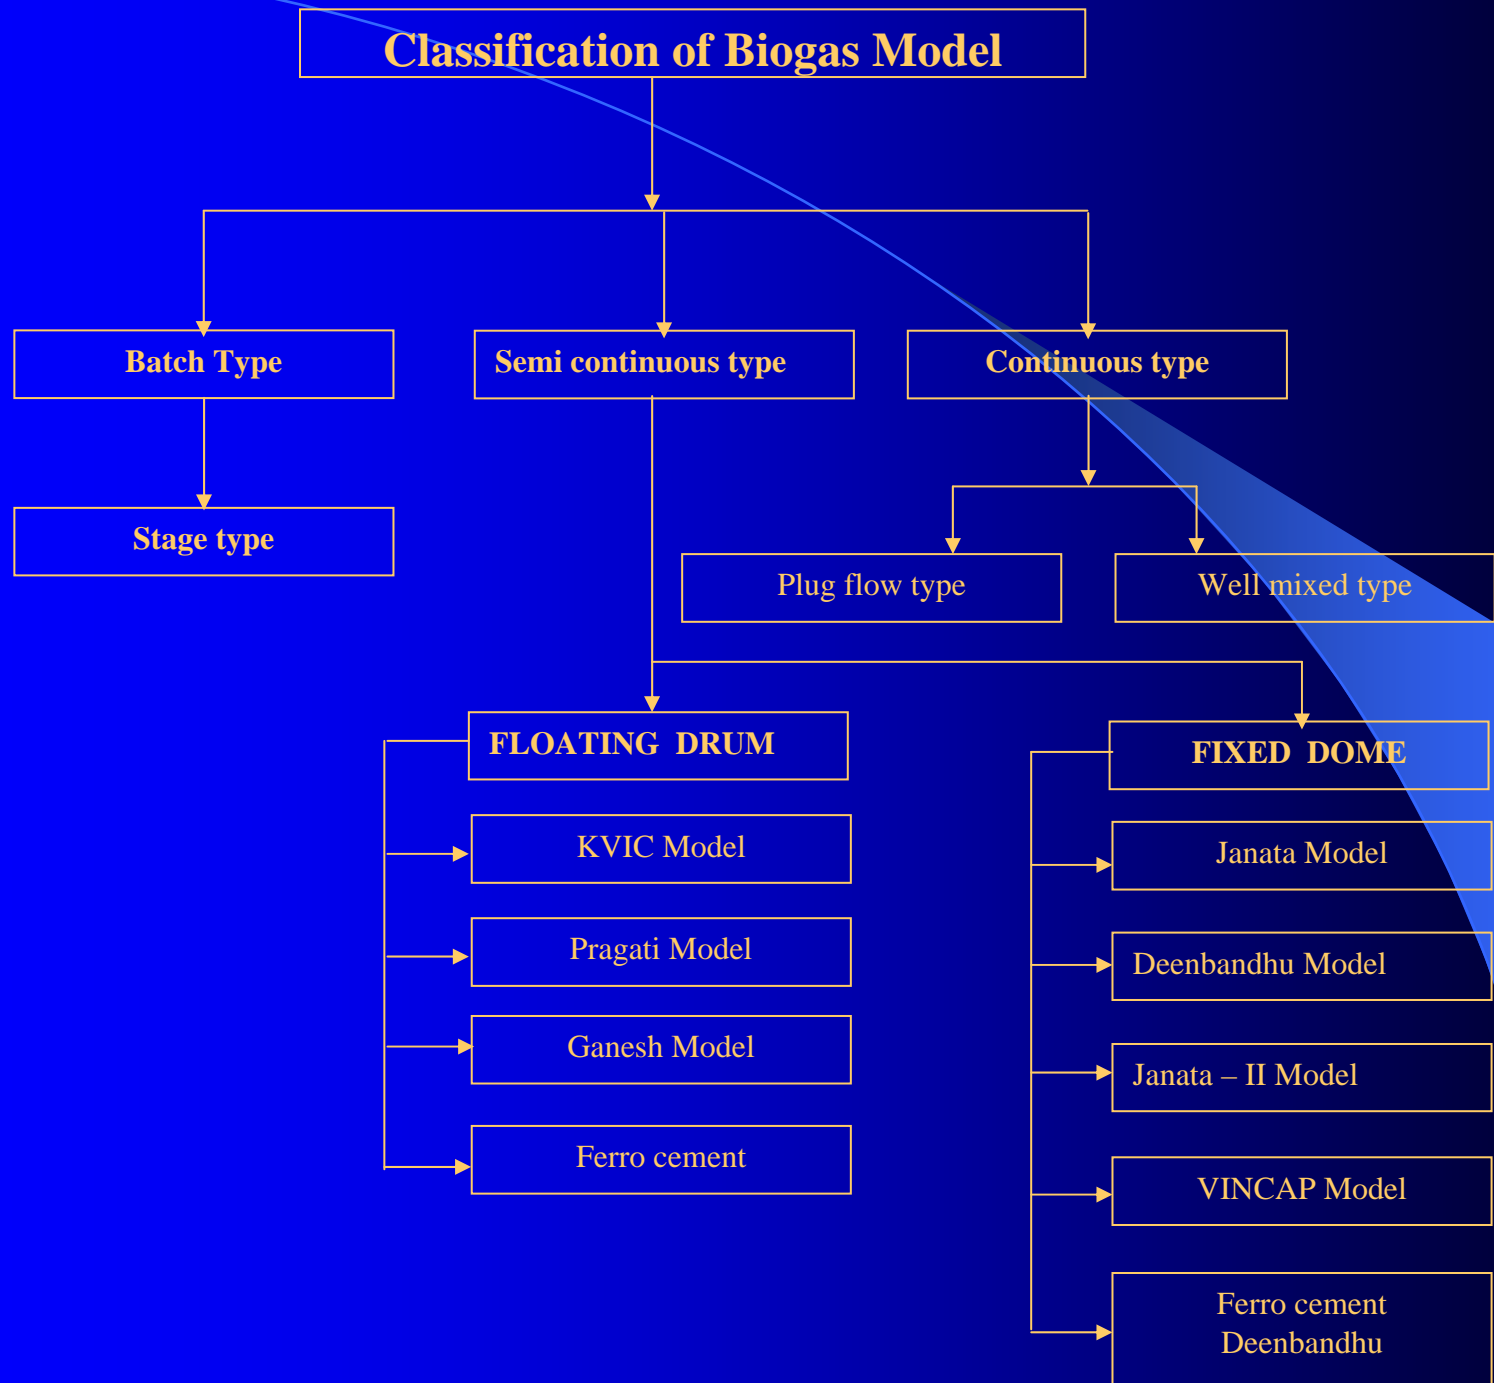 Classification of Biogas Model
Batch Type
Semi continuous type
Continuous type
Stage type
Plug flow type
Well mixed type
FLOATING DRUM
FIXED DOME
KVIC Model
Janata Model
Pragati Model
Deenbandhu Model
Ganesh Model
Janata – II Model
Ferro cement
VINCAP Model
Ferro cement
Deenbandhu